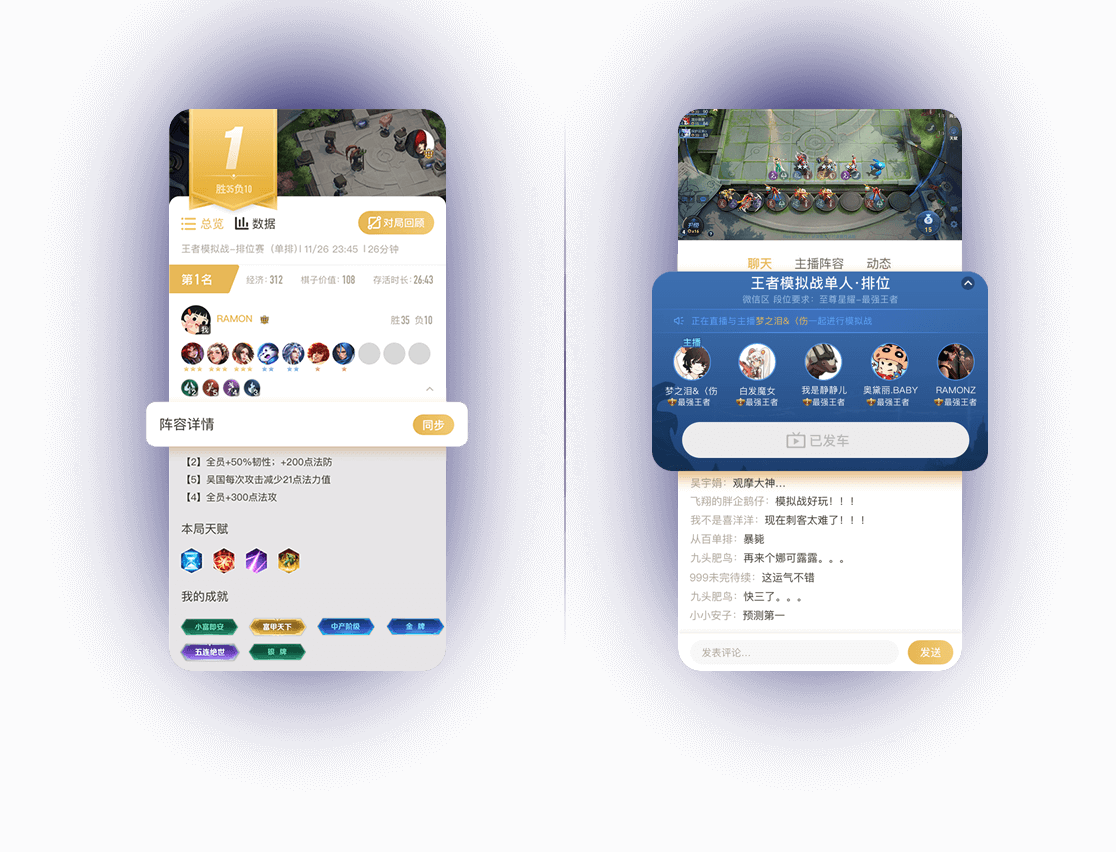 1
胜35负10
总览
数据
对局回顾
王者模拟战-排位赛（单排）| 11/26 23:45 | 26分钟
第1名
经济：312
棋子价值：108
存活时长：26:43
我
RAMON
胜35 负10
2
5
4
3
阵容详情
同步
【2】全员+50%韧性；+200点法防
【5】吴国每次攻击减少21点法力值
【4】全员+300点法攻
本局天赋
我的成就
小富即安
富甲天下
中产阶级
金 牌
五连绝世
银 牌
15
聊天
主播阵容
动态
王者模拟战单人·排位
微信区 段位要求：至尊星耀-最强王者
正在直播与主播梦之泪&〈伤一起进行模拟战
主播
梦之泪&〈伤
最强王者
白发魔女
最强王者
我是静静儿
最强王者
奥黛丽.BABY
最强王者
RAMONZ
最强王者
已发车
吴宇娟：观摩大神...
飞翔的胖企鹅仔：模拟战好玩！！！
我不是喜洋洋：现在刺客太难了！！！
从百单排：暴毙
九头肥鸟：再来个娜可露露。。。
999未完待续：这运气不错
九头肥鸟：快三了。。。
小小安子：预测第一
发表评论...
发送